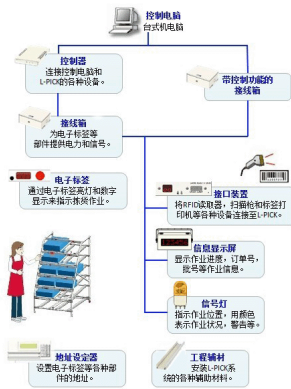 控制电脑
台式机电脑
控制器
连接控制电脑和
L-PICK的各种设备。
带控制功能的
接线箱
接线箱
为电子标签等
部件提供电力和信号。
电子标签
通过电子标签亮灯和数字
显示来指示拣货作业。
接口装置
将RFID读取器，扫描枪和标签打
印机等各种设备连接至L-PICK。
信息显示屏
显示作业进度，订单号，
批号等作业信息。
信号灯
指示作业位置，用颜色
表示作业状况，警告等。
地址设定器
设置电子标签等各种部
件的地址。
工程辅材
安装L-PICK系
统的各种辅助材料。